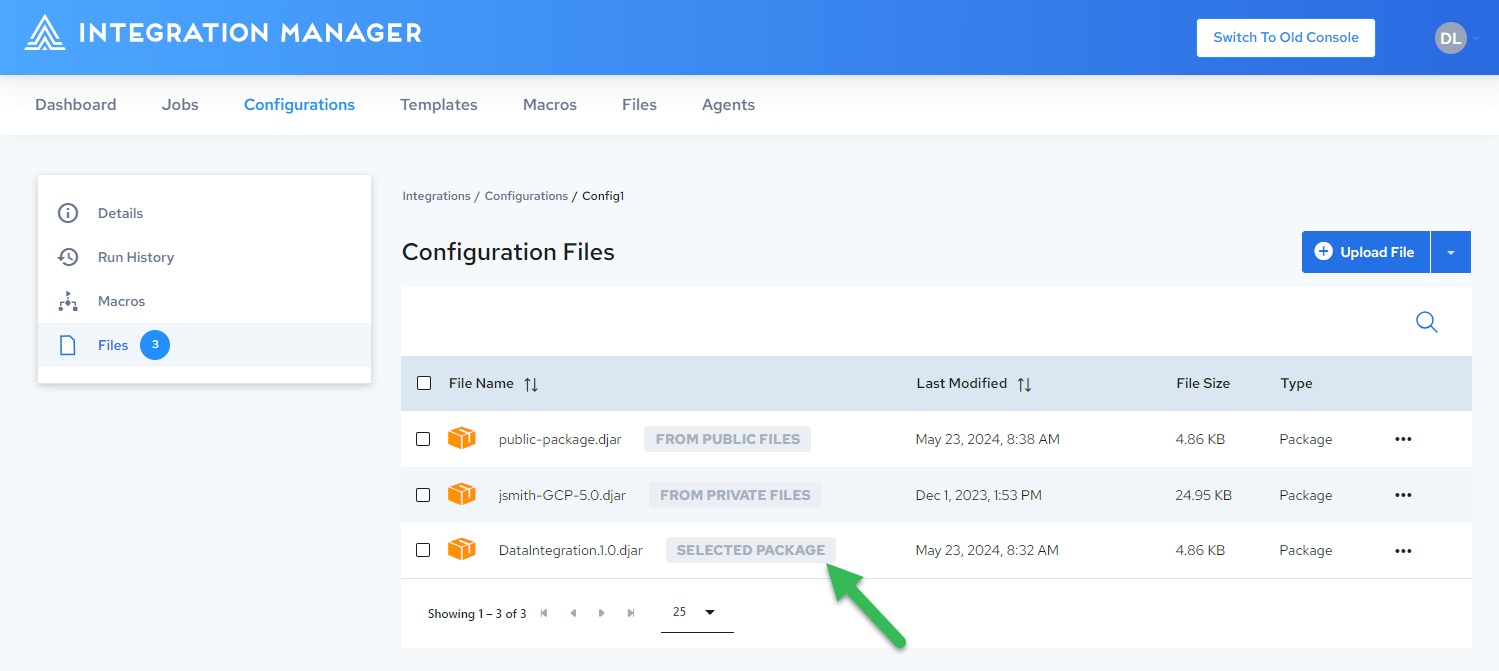 INTEGRATION MANAGER
Switch To Old Console
DL
Dashboard Jobs Configurations Templates Macros Files Agents
Details
Run History
Macros
Files 3
Integrations / Configurations / Config1
Configuration Files
Upload File
File Name Last Modified File Size Type
public-package.djar FROM PUBLIC FILES May 23, 2024, 8:38 AM 4.86 KB Package
jsmith-GCP-5.0.djar FROM PRIVATE FILES Dec 1, 2023, 1:53 PM 24.95 KB Package
DataIntegration.1.0.djar SELECTED PACKAGE May 23, 2024, 8:32 AM 4.86 KB Package
Showing 1 – 3 of 3 25